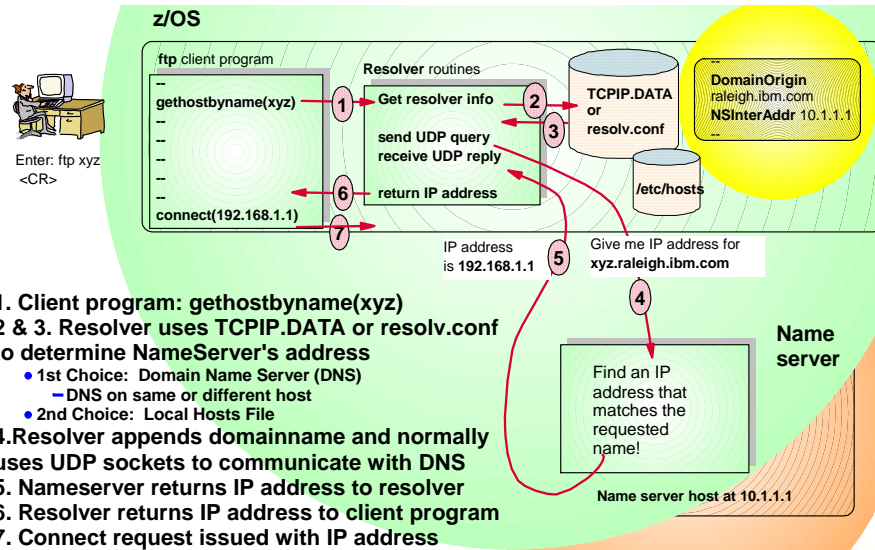 z/OS
ftp client program
--
gethostbyname(xyz)
--
--
--
--
--
--
connect(192.168.1.1)
Enter: ftp xyz
<CR>
Resolver routines
Get resolver info
send UDP query
receive UDP reply
return IP address
TCPIP.DATA
or
resolv.conf
/etc/hosts
--
DomainOrigin
raleigh.ibm.com
NSInterAddr 10.1.1.1
--
1
2
3
6
7
IP address
is 192.168.1.1
5
Give me IP address for
xyz.raleigh.ibm.com
4
Name
server
Find an IP
address that
matches the
requested
name!
Name server host at 10.1.1.1
1. Client program: gethostbyname(xyz)
2 & 3. Resolver uses TCPIP.DATA or resolv.conf
to determine NameServer's address
• 1st Choice: Domain Name Server (DNS)
– DNS on same or different host
• 2nd Choice: Local Hosts File
4.Resolver appends domainname and normally
uses UDP sockets to communicate with DNS
5. Nameserver returns IP address to resolver
6. Resolver returns IP address to client program
7. Connect request issued with IP address